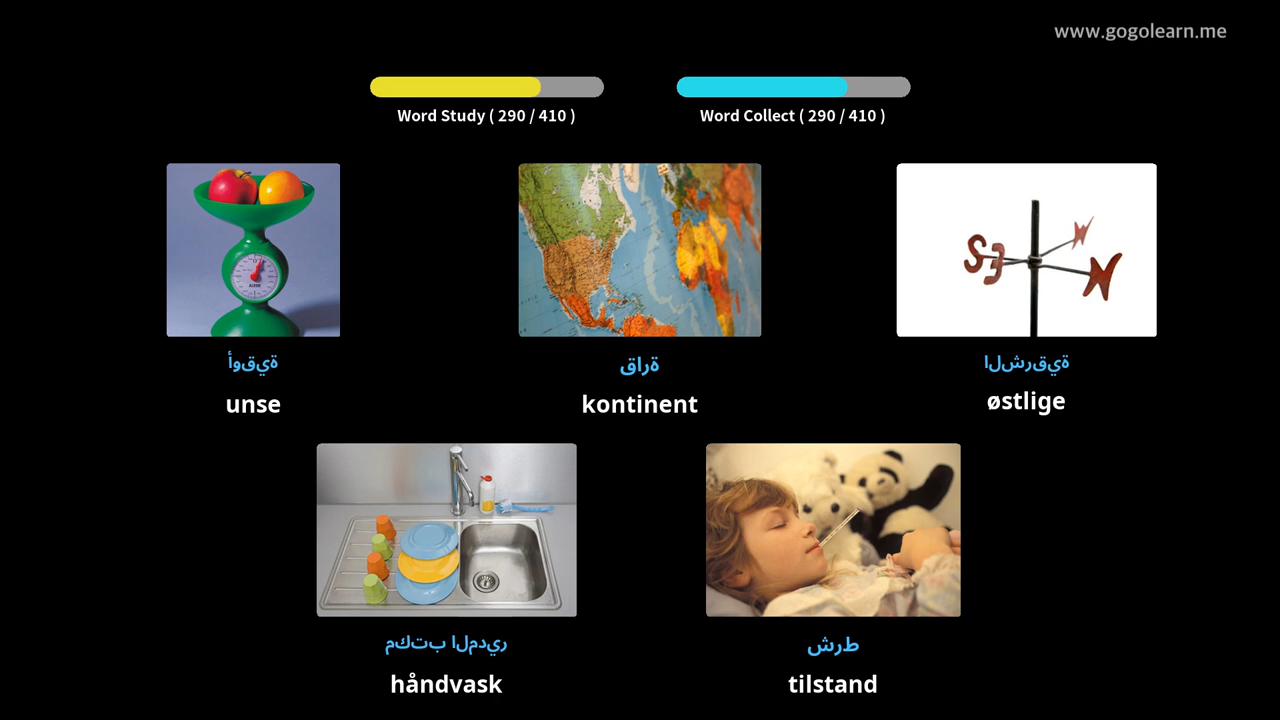 www.gogolearn.me
Word Study ( 290 / 410 )
Word Collect ( 290 / 410 )
أوقية
unse
قارة
kontinent
الشرقية
østlige
مكتب المدير
håndvask
شرط
tilstand